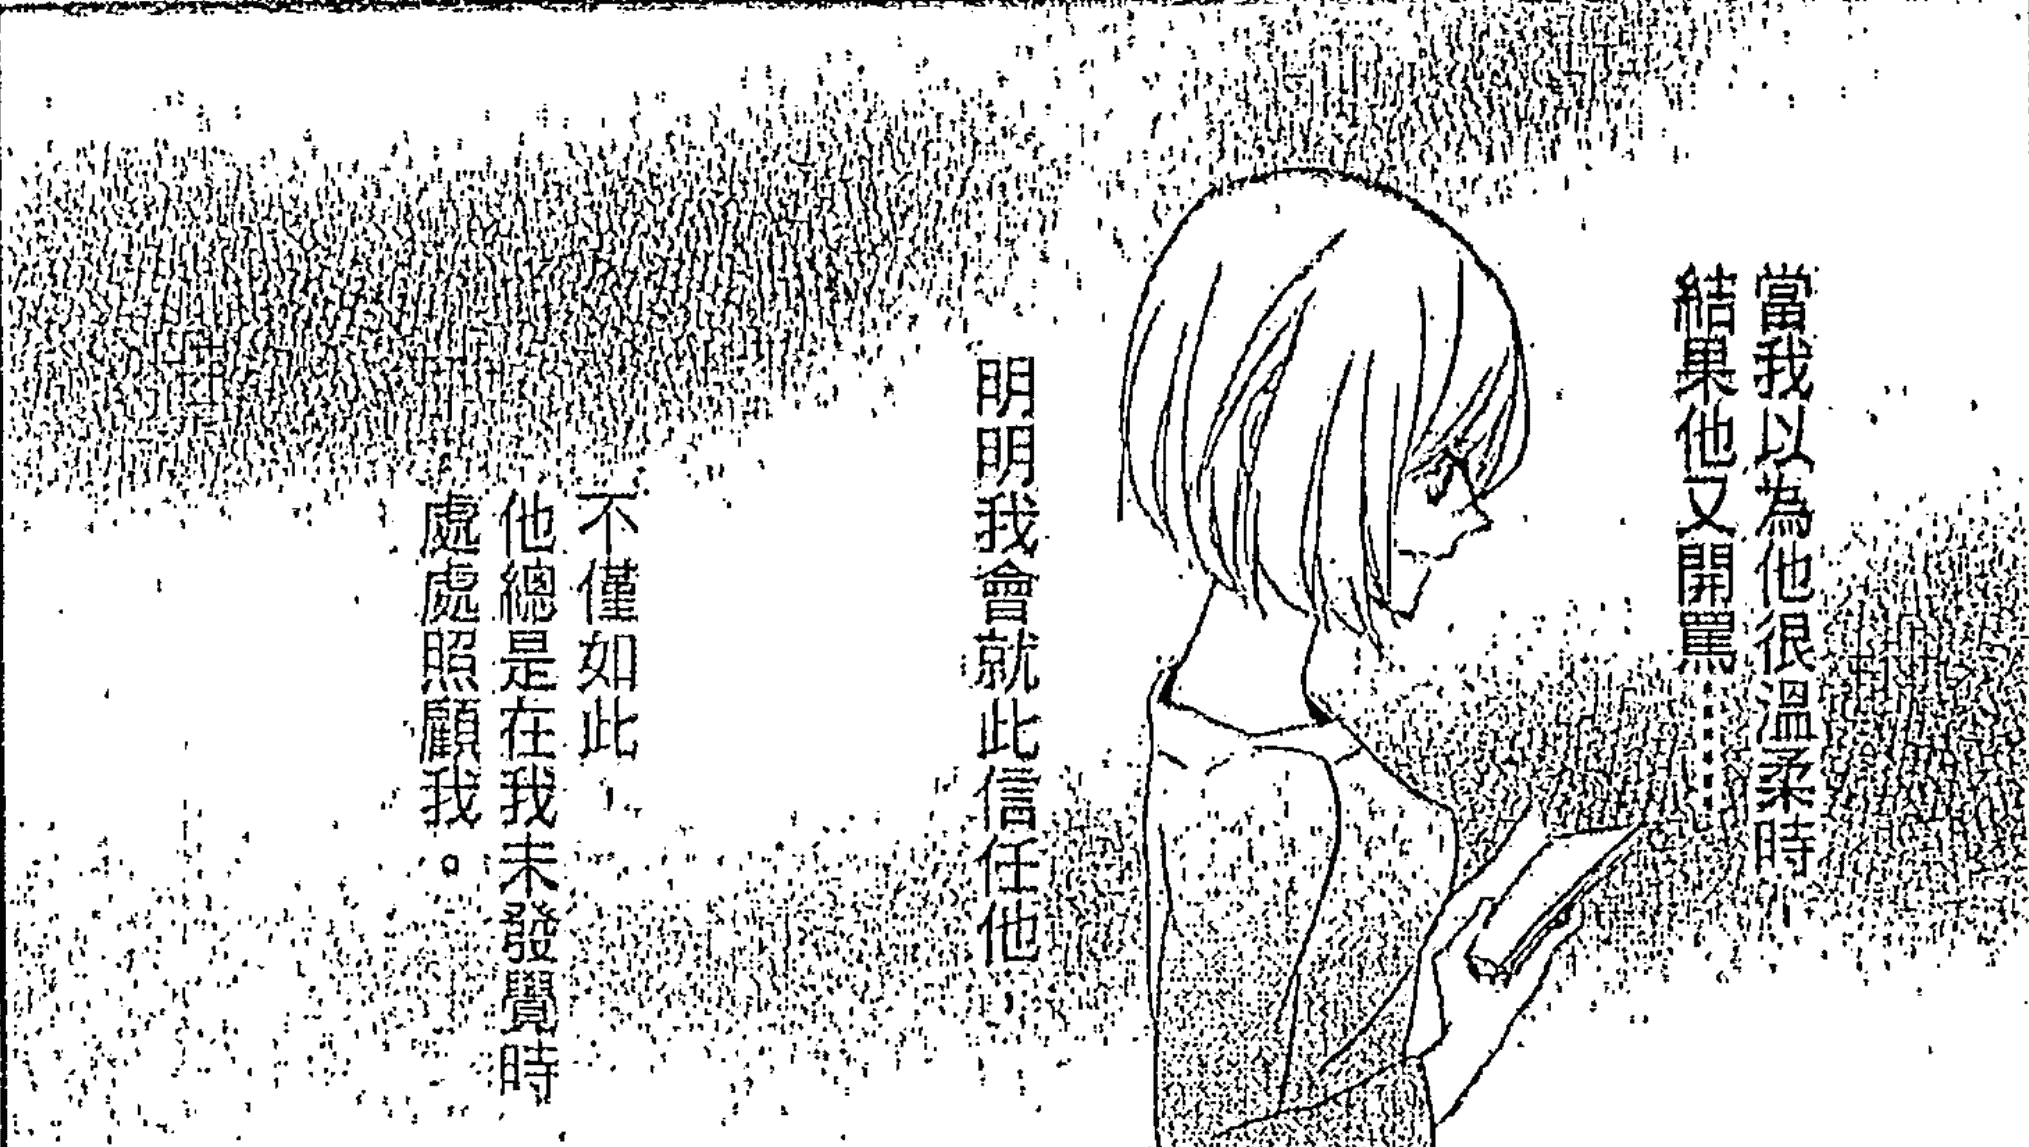 當我以為他很溫柔時，
結果他又開罵……
明明我會就此信任他，
不僅如此，
他總是在我未發覺時
處處照顧我。